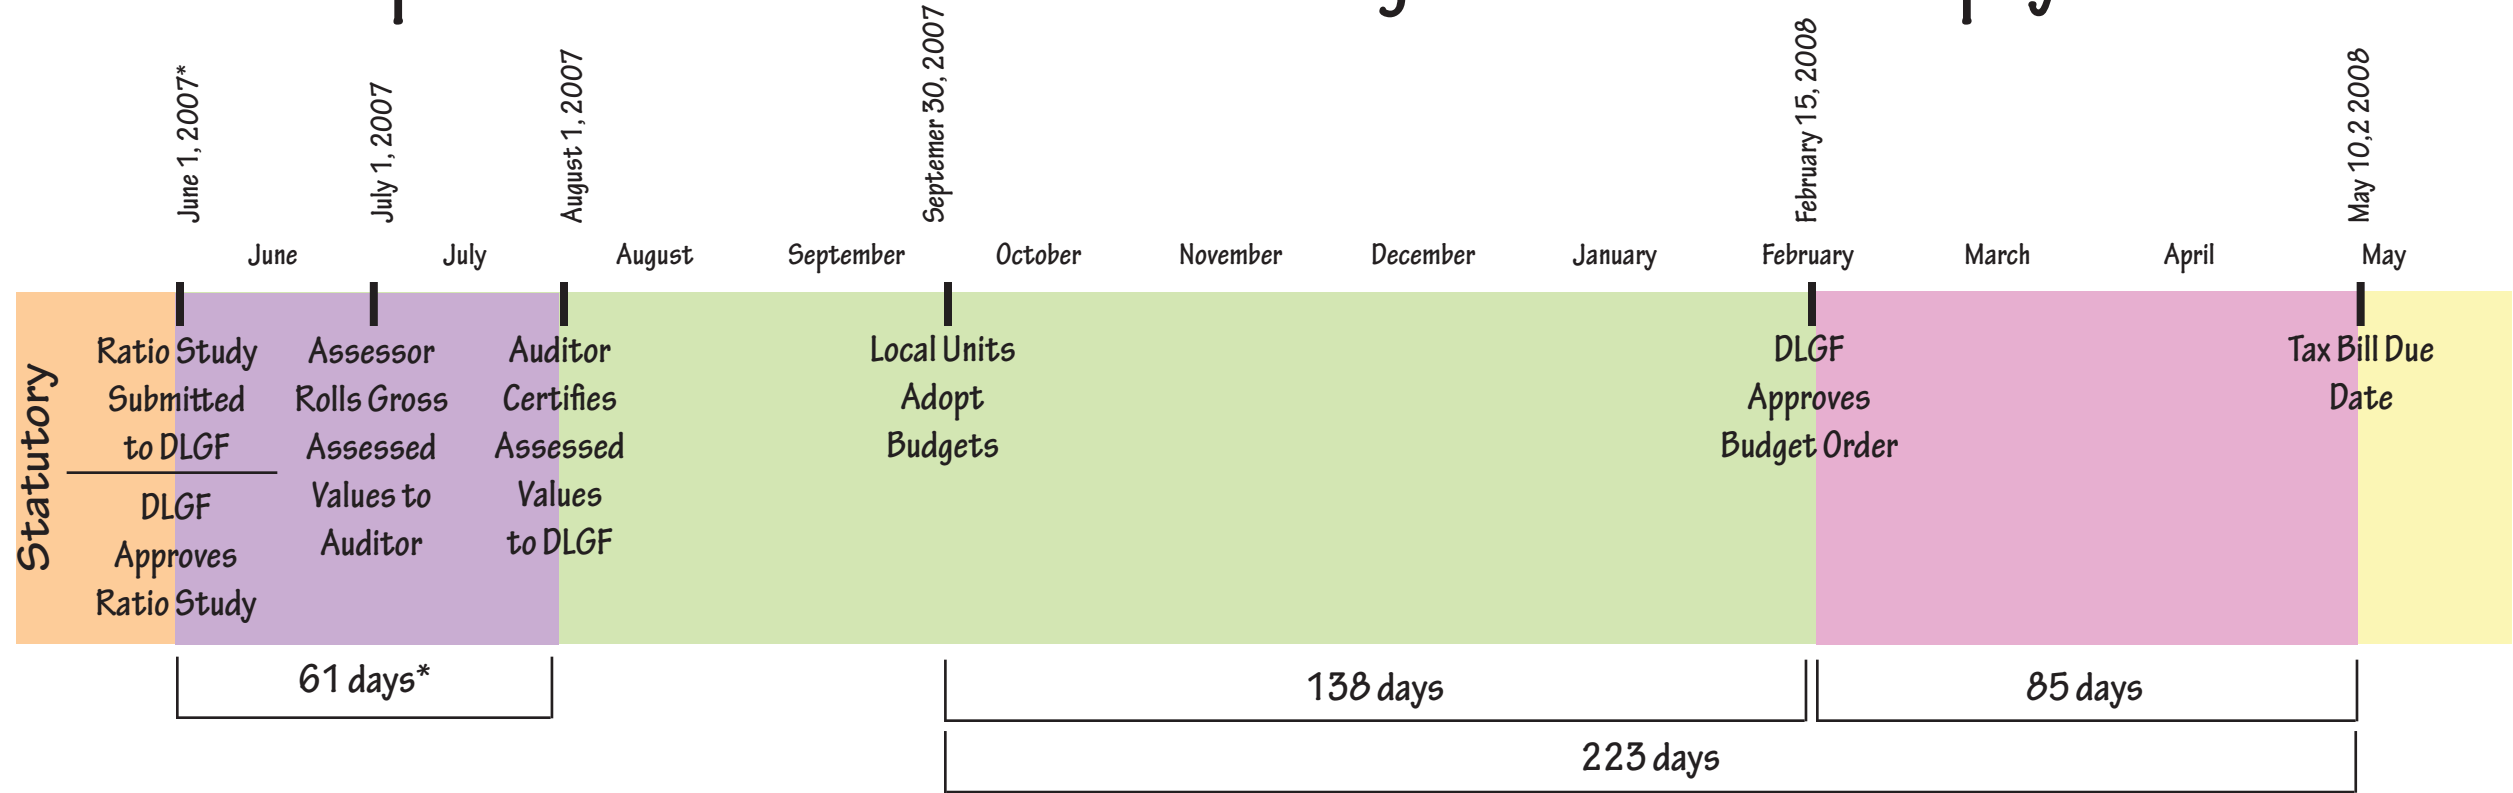 June 1, 2007*
July 1, 2007
August 1, 2007
Septemer 30, 2007
February 15, 2008
May 10,2 2008
June
July
August
September
October
November
December
January
February
March
April
May
Statutory
Ratio Study
Submitted
to DLGF
DLGF
Approves
Ratio Study
Assessor
Rolls Gross
Assessed
Values to
Auditor
Auditor
Certifies
Assessed
Values
to DLGF
Local Units
Adopt
Budgets
DLGF
Approves
Budget Order
Tax Bill Due
Date
61 days*
138 days
85 days
223 days